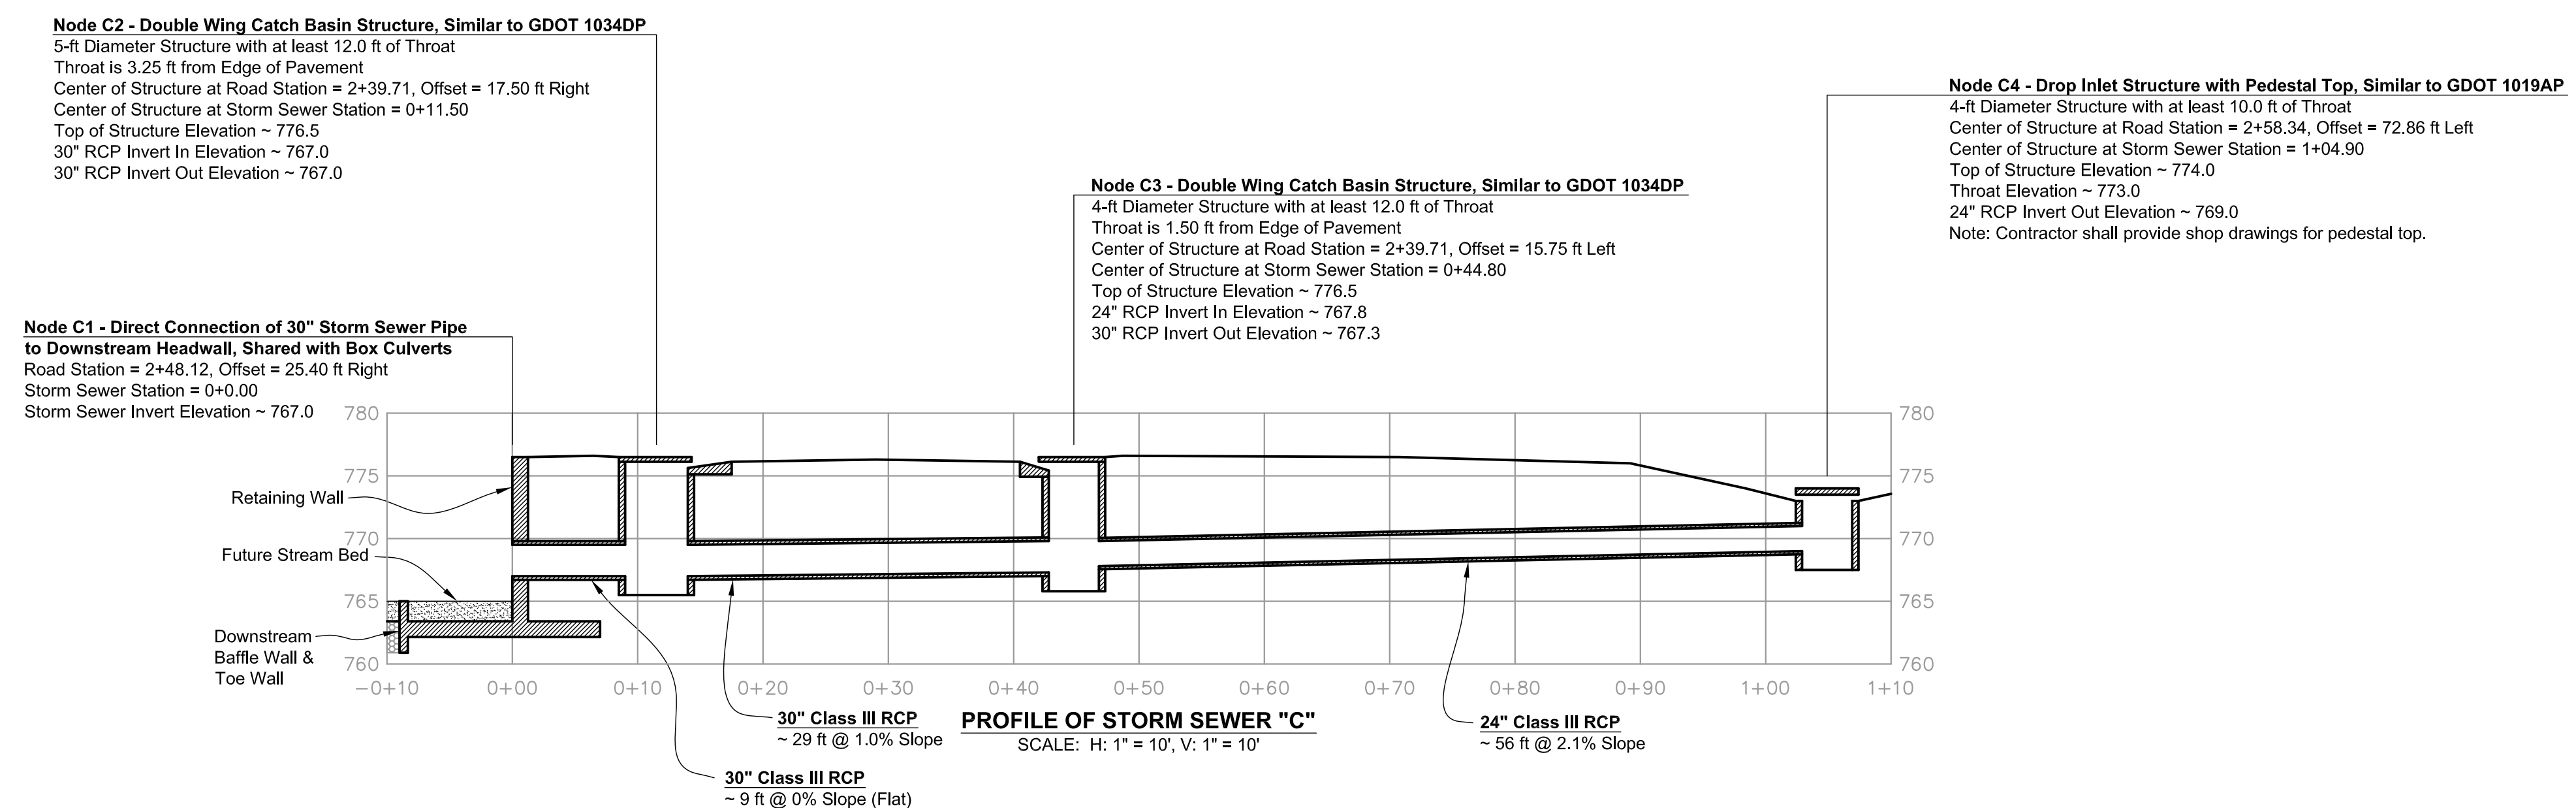 Node C2 - Double Wing Catch Basin Structure, Similar to GDOT 1034DP
5-ft Diameter Structure with at least 12.0 ft of Throat
Throat is 3.25 ft from Edge of Pavement
Center of Structure at Road Station = 2+39.71, Offset = 17.50 ft Right
Center of Structure at Storm Sewer Station = 0+11.50
Top of Structure Elevation ~ 776.5
30" RCP Invert In Elevation ~ 767.0
30" RCP Invert Out Elevation ~ 767.0
Node C4 - Drop Inlet Structure with Pedestal Top, Similar to GDOT 1019AP
4-ft Diameter Structure with at least 10.0 ft of Throat
Center of Structure at Road Station = 2+58.34, Offset = 72.86 ft Left
Center of Structure at Storm Sewer Station = 1+04.90
Top of Structure Elevation ~ 774.0
Throat Elevation ~ 773.0
24" RCP Invert Out Elevation ~ 769.0
Note: Contractor shall provide shop drawings for pedestal top.
Node C3 - Double Wing Catch Basin Structure, Similar to GDOT 1034DP
4-ft Diameter Structure with at least 12.0 ft of Throat
Throat is 1.50 ft from Edge of Pavement
Center of Structure at Road Station = 2+39.71, Offset = 15.75 ft Left
Center of Structure at Storm Sewer Station = 0+44.80
Top of Structure Elevation ~ 776.5
24" RCP Invert In Elevation ~ 767.8
30" RCP Invert Out Elevation ~ 767.3
Node C1 - Direct Connection of 30" Storm Sewer Pipe
to Downstream Headwall, Shared with Box Culverts
Road Station = 2+48.12, Offset = 25.40 ft Right
Storm Sewer Station = 0+0.00
Storm Sewer Invert Elevation ~ 767.0
780 780
775 775
Retaining Wall
770 770
Future Stream Bed
765 765
Downstream
Baffle Wall &
Toe Wall
760 760
-0+10 0+00 0+10 0+20 0+30 0+40 0+50 0+60 0+70 0+80 0+90 1+00 1+10
30" Class III RCP
~ 29 ft @ 1.0% Slope
PROFILE OF STORM SEWER "C"
SCALE: H: 1" = 10', V: 1" = 10'
24" Class III RCP
~ 56 ft @ 2.1% Slope
30" Class III RCP
~ 9 ft @ 0% Slope (Flat)